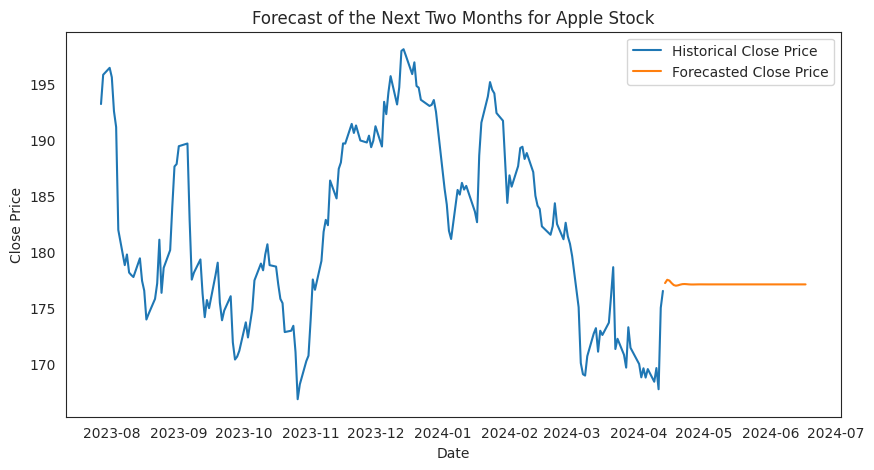 Forecast of the Next Two Months for Apple Stock
Historical Close Price
Forecasted Close Price
Close Price
195
190
185
180
175
170
2023-08 2023-09 2023-10 2023-11 2023-12 2024-01 2024-02 2024-03 2024-04 2024-05 2024-06 2024-07
Date